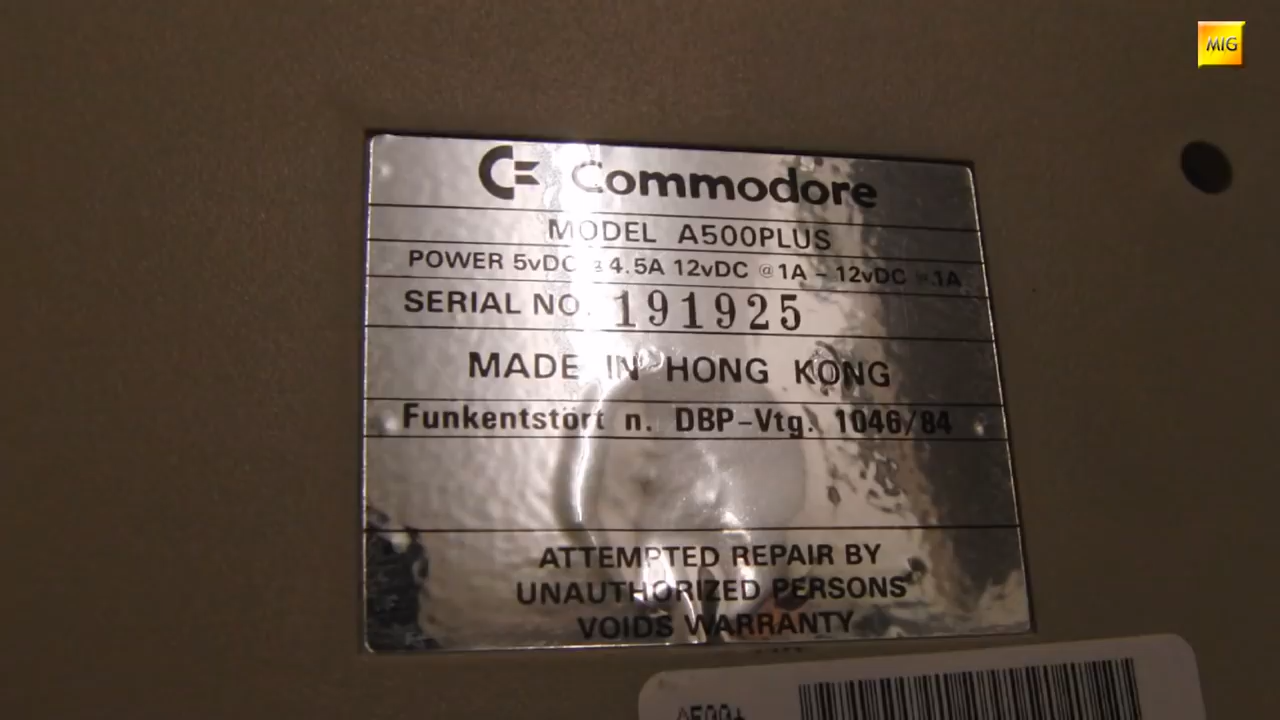 MIG
Commodore
MODEL A500PLUS
POWER 5vDC @ 4.5A 12vDC @ 1A - 12vDC @ .1A
SERIAL NO. 191925
MADE IN HONG KONG
Funkentstört n. DBP-Vtg. 1046/84
ATTEMPTED REPAIR BY
UNAUTHORIZED PERSONS
VOIDS WARRANTY
A500+